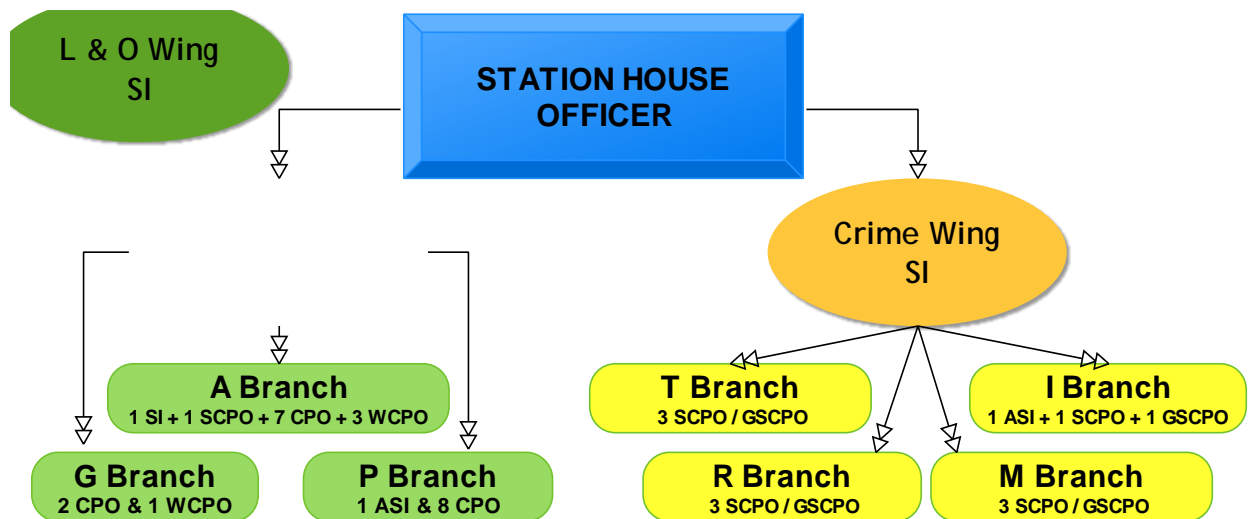 L & O Wing
SI
STATION HOUSE
OFFICER
Crime Wing
SI
A Branch
1 SI + 1 SCPO + 7 CPO + 3 WCPO
T Branch
3 SCPO / GSCPO
I Branch
1 ASI + 1 SCPO + 1 GSCPO
G Branch
2 CPO & 1 WCPO
P Branch
1 ASI & 8 CPO
R Branch
3 SCPO / GSCPO
M Branch
3 SCPO / GSCPO